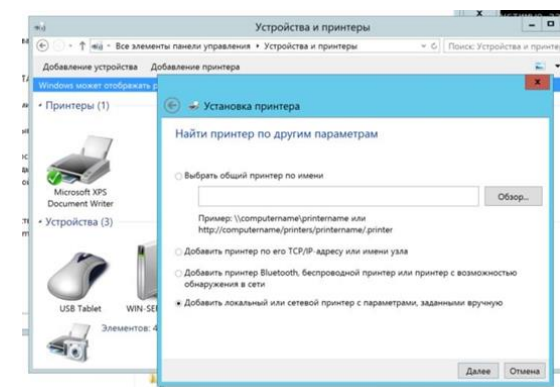 Устройства и принтеры
Все элементы панели управления
Устройства и принтеры
Поиск: Устройства и
Добавление устройства
Добавление принтера
Windows может отображать
Принтеры (1)
Microsoft XPS
Document Writer
Устройства (3)
USB Tablet
Элементов: 4
Установка принтера
Найти принтер по другим параметрам
Выбрать общий принтер по имени
Обзор...
Пример: \\computername\printername или
http://computername/printers/printername/.printer
Добавить принтер по его TCP/IP-адресу или имени узла
Добавить принтер Bluetooth, беспроводной принтер или принтер с возможностью
обнаружения в сети
Добавить локальный или сетевой принтер с параметрами, заданными вручную
Далее
Отмена